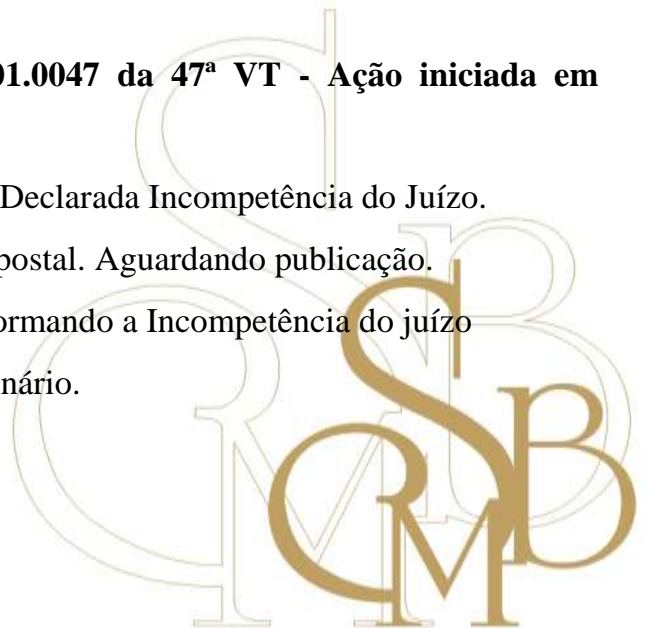 01.0047 da 47ª VT - Ação iniciada em
Declarada Incompetência do Juízo.
postal. Aguardando publicação.
ormando a Incompetência do juízo
nário.